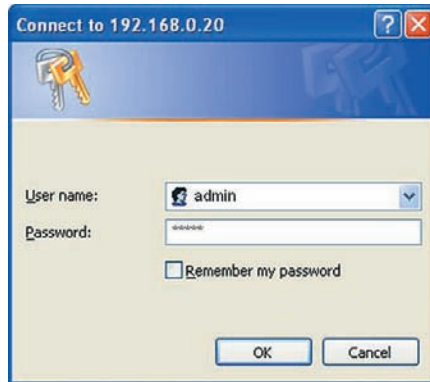 Connect to 192.168.0.20
User name: admin
Password: *****
Remember my password
OK Cancel